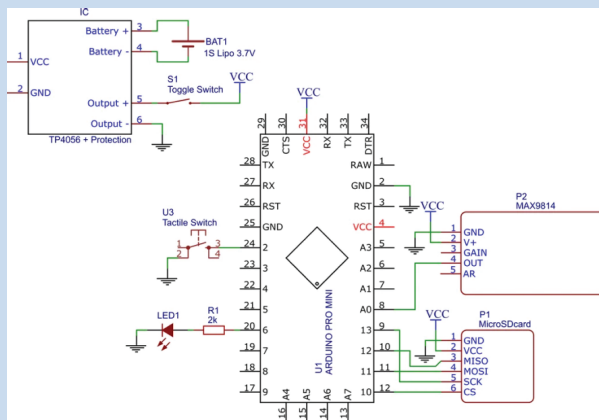 IC
Battery + 3
Battery - 4
1 VCC
2 GND
Output + 5
Output - 6
TP4056 + Protection
BAT1
1S Lipo 3.7V
S1
Toggle Switch
VCC
VCC
29 30 31 32 33 34
GND CTS VCC RX TX DTR
28 TX
27 RX
26 RST
25 GND
24 2
23 3
22 4
21 5
20 6
19 7
18 8
17 9
RAW 1
GND 2
RST 3
VCC 4
A3 5
A2 6
A1 7
A0 8
13 9
12 10
11 11
10 12
A4 A5 A6 A7
16 15 14 13
U1
ARDUINO PRO MINI
U3
Tactile Switch
1 3
2 4
LED1
R1
2k
VCC
P2
MAX9814
1 GND
2 V+
3 GAIN
4 OUT
5 AR
VCC
P1
MicroSDcard
1 GND
2 VCC
3 MISO
4 MOSI
5 SCK
6 CS